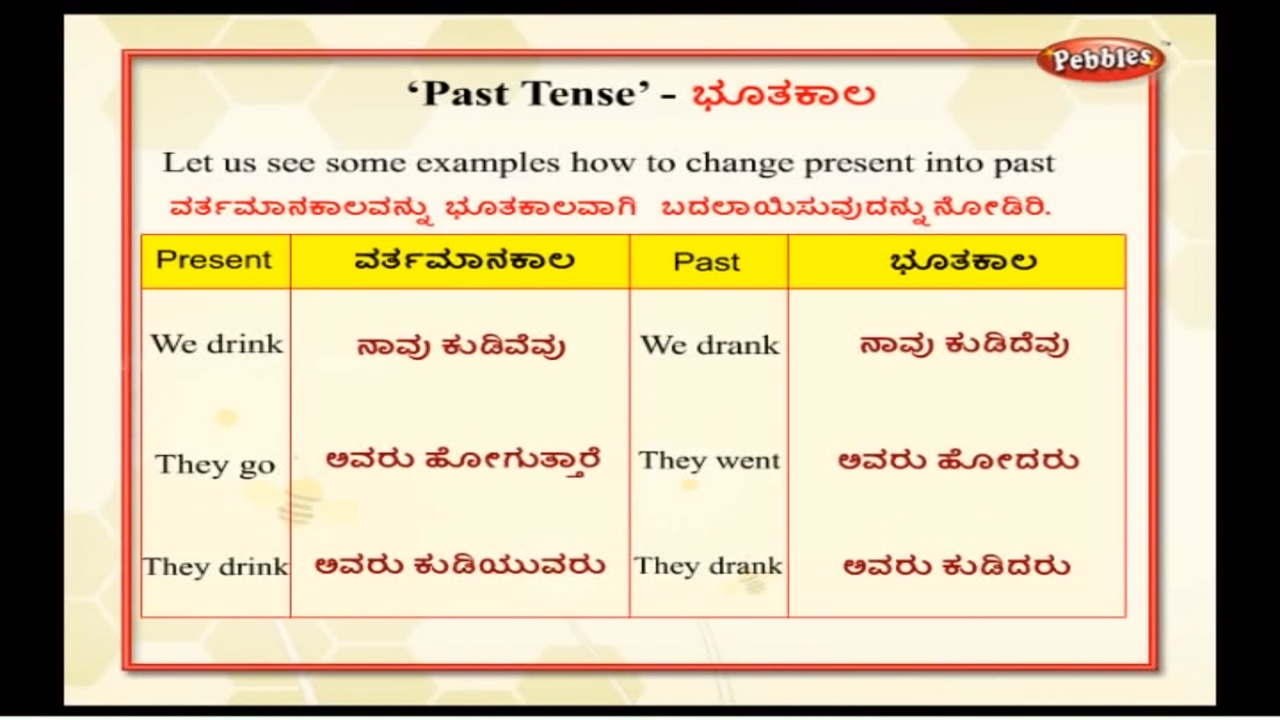 Pebbles™
‘Past Tense’ - ಭೂತಕಾಲ
Let us see some examples how to change present into past
ವರ್ತಮಾನಕಾಲವನ್ನು ಭೂತಕಾಲವಾಗಿ ಬದಲಾಯಿಸುವುದನ್ನು ನೋಡಿರಿ.
Present ವರ್ತಮಾನಕಾಲ Past ಭೂತಕಾಲ
We drink ನಾವು ಕುಡಿವೆವು We drank ನಾವು ಕುಡಿದೆವು
They go ಅವರು ಹೋಗುತ್ತಾರೆ They went ಅವರು ಹೋದರು
They drink ಅವರು ಕುಡಿಯುವರು They drank ಅವರು ಕುಡಿದರು